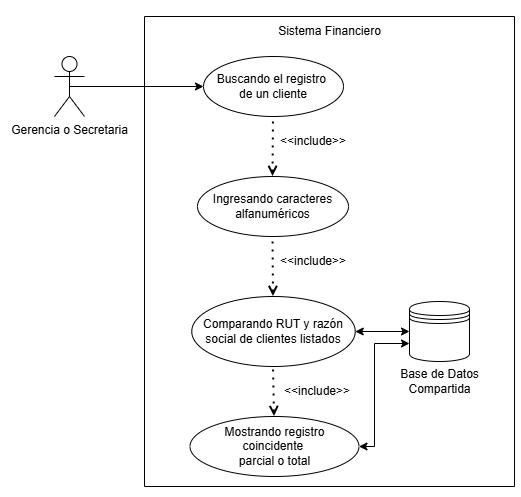 Sistema Financiero
Buscando el registro
de un cliente
Gerencia o Secretaria
<<include>>
Ingresando caracteres
alfanuméricos
<<include>>
Comparando RUT y razón
social de clientes listados
Base de Datos
Compartida
<<include>>
Mostrando registro
coincidente
parcial o total